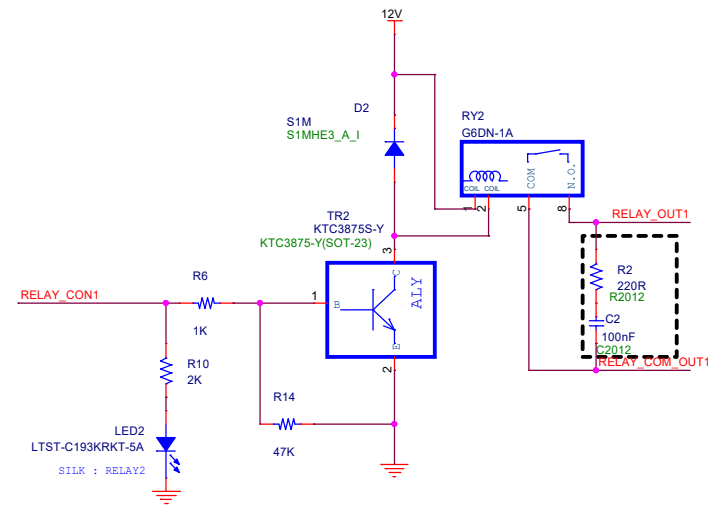 12V
D2
S1M
S1MHE3_A_I
RY2
G6DN-1A
COIL COIL
COM
N.O.
1
2
5
8
RELAY_OUT1
TR2
KTC3875S-Y
KTC3875-Y(SOT-23)
3
R2
220R
R2012
R6
RELAY_CON1
1
B
C
E
ALY
1K
C2
100nF
C2012
RELAY_COM_OUT1
R10
2K
2
R14
47K
LED2
LTST-C193KRKT-5A
SILK : RELAY2